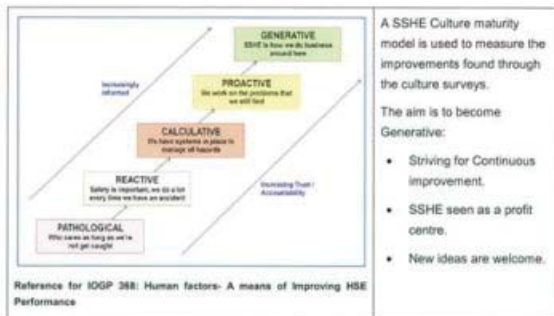 GENERATIVE
SSHE is how we do business
around here
PROACTIVE
We work on the problems that
we still find
Increasingly
informed
CALCULATIVE
We have systems in place to
manage all hazards
REACTIVE
Safety is important, we do a lot
every time we have an accident
Increasing Trust /
Accountability
PATHOLOGICAL
Who cares as long as we're
not get caught
Reference for IOGP 368: Human factors- A means of Improving HSE
Performance
A SSHE Culture maturity
model is used to measure the
improvements found through
the culture surveys.
The aim is to become
Generative:
• Striving for Continuous
improvement.
• SSHE seen as a profit
centre.
• New ideas are welcome.